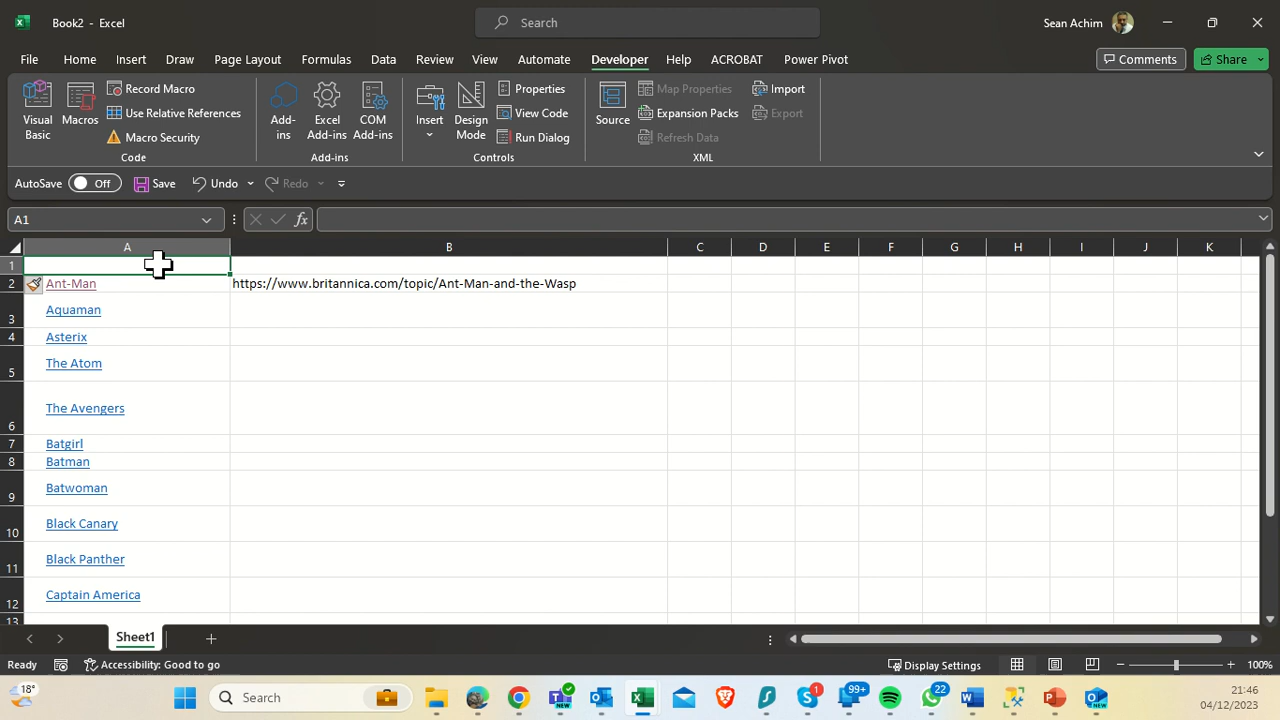 Book2 - Excel
Search
Sean Achim
File Home Insert Draw Page Layout Formulas Data Review View Automate Developer Help ACROBAT Power Pivot
Comments
Share
Visual Basic
Macros
Record Macro
Use Relative References
Macro Security
Code
Add-ins
Excel Add-ins
COM Add-ins
Add-ins
Insert
Design Mode
Properties
View Code
Run Dialog
Controls
Source
Map Properties
Expansion Packs
Refresh Data
Import
Export
XML
AutoSave Off Save Undo Redo
A1
fx
A B C D E F G H I J K
1
2 Ant-Man https://www.britannica.com/topic/Ant-Man-and-the-Wasp
3 Aquaman
4 Asterix
5 The Atom
6 The Avengers
7 Batgirl
8 Batman
9 Batwoman
10 Black Canary
11 Black Panther
12 Captain America
13
Sheet1
Ready
Accessibility: Good to go
Display Settings
100%
18°
Search
1
99+
22
NEW
21:46
04/12/2023